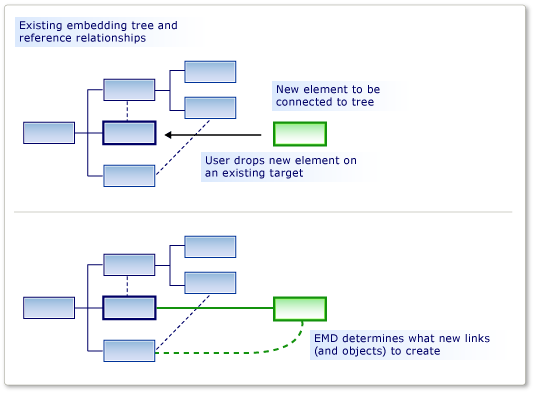 Existing embedding tree and
reference relationships
New element to be
connected to tree
User drops new element on
an existing target
EMD determines what new links
(and objects) to create